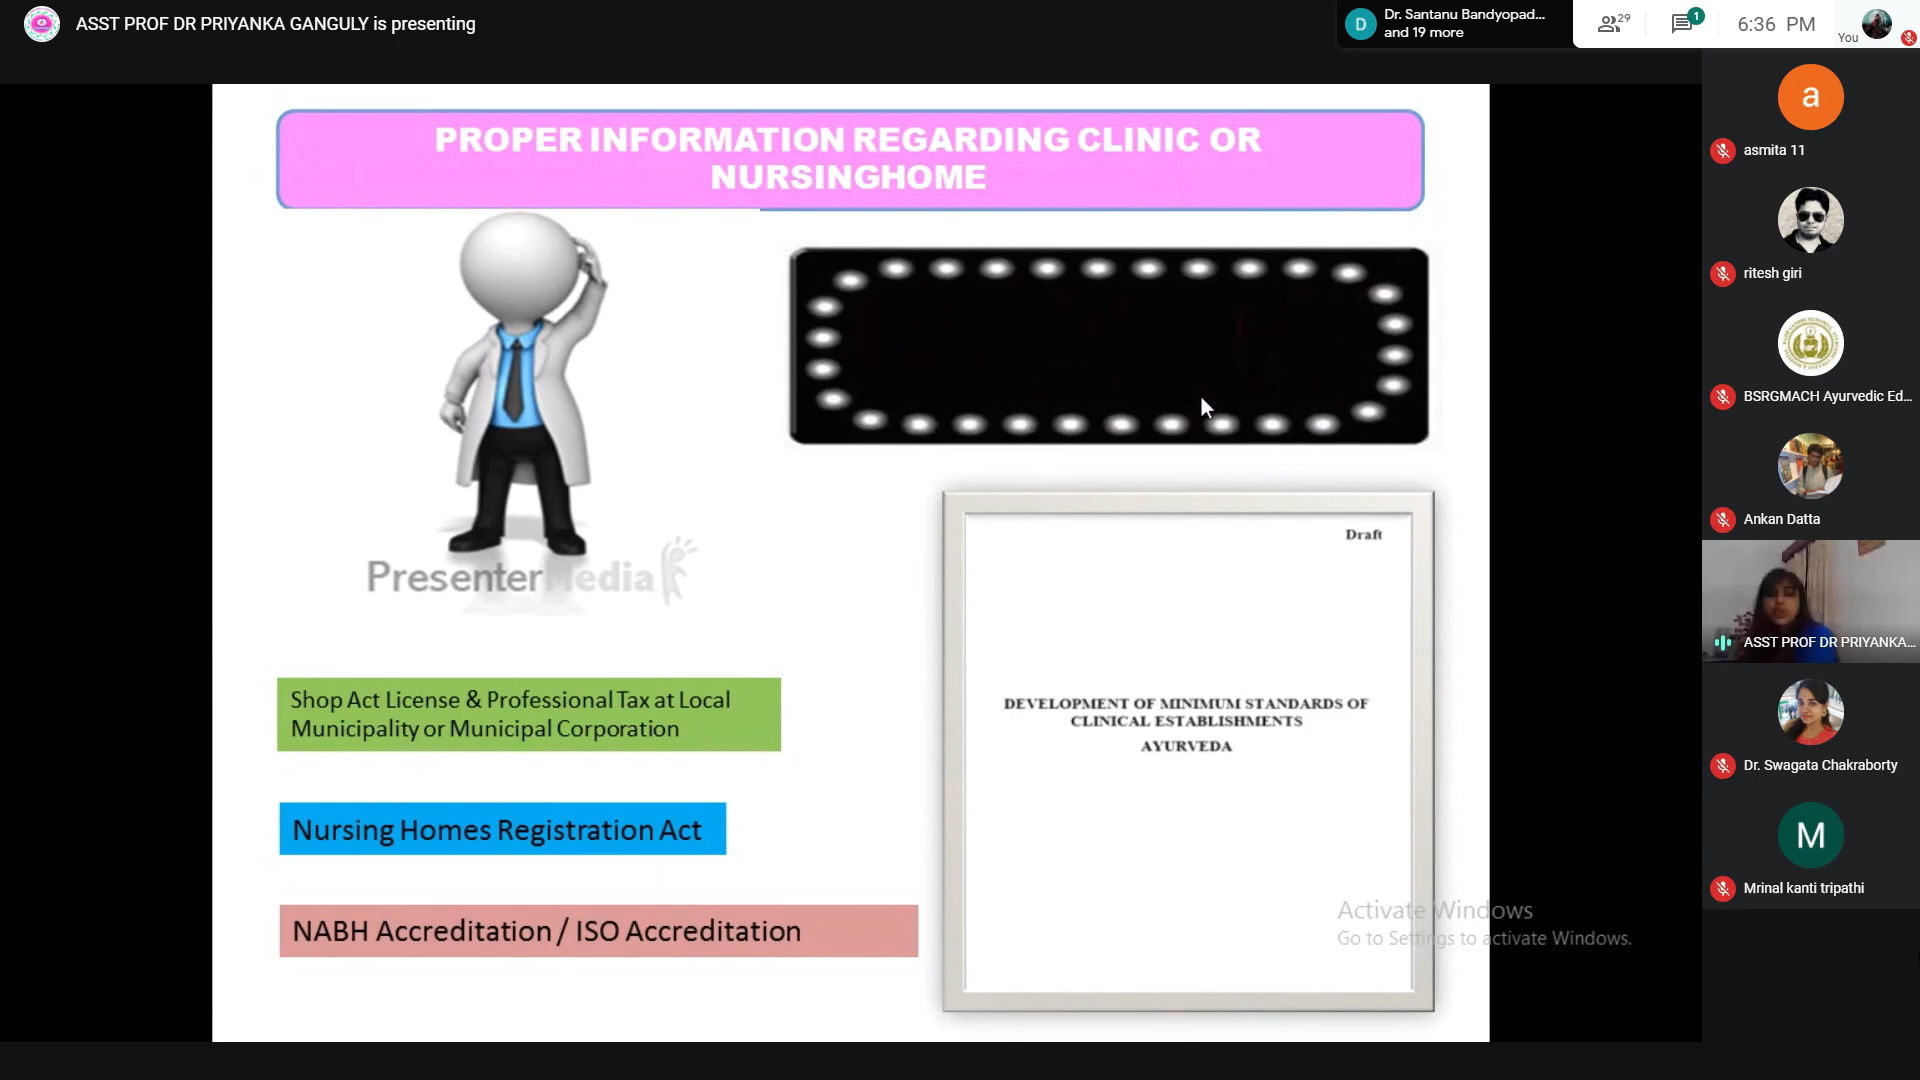 ASST PROF DR PRIYANKA GANGULY is presenting
D
Dr. Santanu Bandyopad...
and 19 more
29
1
6:36 PM
You
PROPER INFORMATION REGARDING CLINIC OR
NURSINGHOME
PresenterMedia
Shop Act License & Professional Tax at Local
Municipality or Municipal Corporation
Nursing Homes Registration Act
NABH Accreditation / ISO Accreditation
Draft
DEVELOPMENT OF MINIMUM STANDARDS OF
CLINICAL ESTABLISHMENTS
AYURVEDA
Activate Windows
Go to Settings to activate Windows.
a
asmita 11
ritesh giri
BSRGMACH Ayurvedic Ed...
Ankan Datta
ASST PROF DR PRIYANKA...
Dr. Swagata Chakraborty
M
Mrinal kanti tripathi